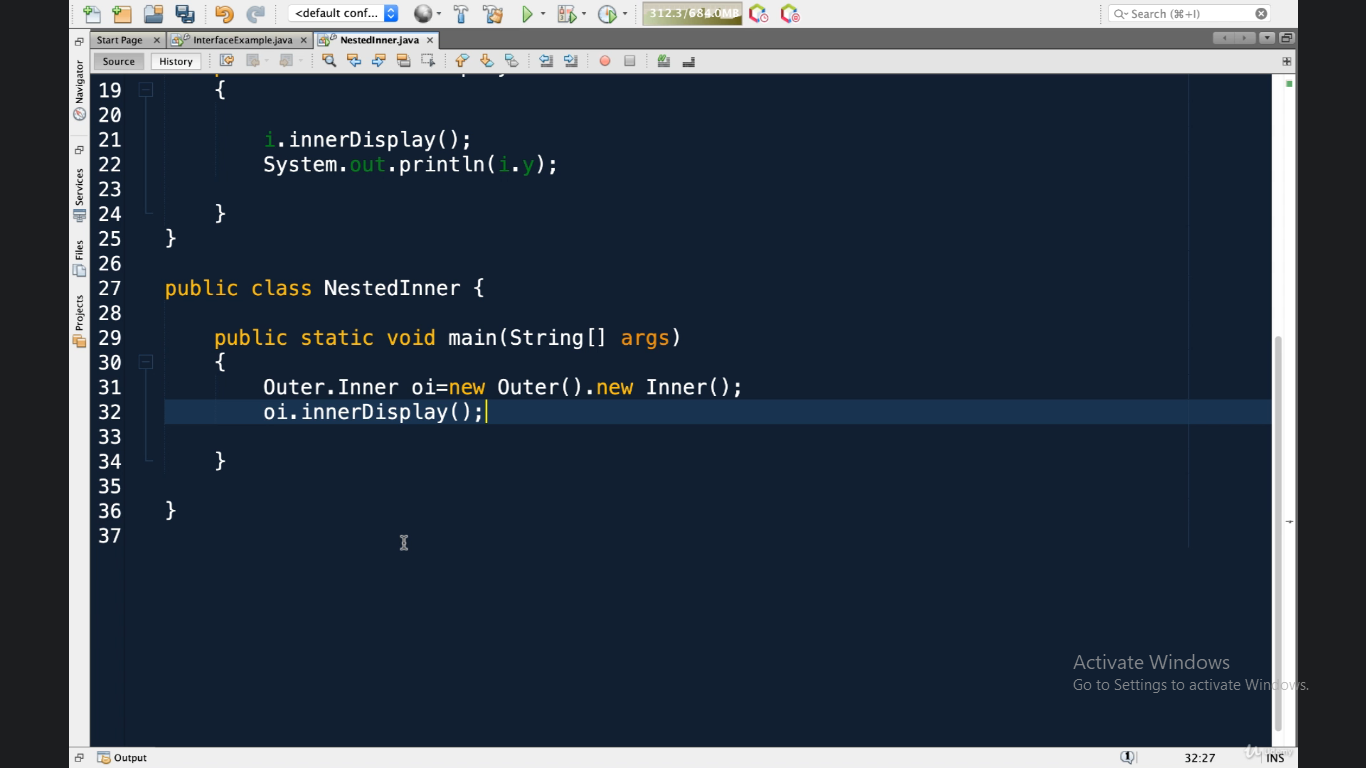 <default conf...
312.3/684.0MB
Search (⌘+I)
Start Page
InterfaceExample.java
NestedInner.java
Source
History
Navigator
Services
Files
Projects
19 {
20
21 i.innerDisplay();
22 System.out.println(i.y);
23
24 }
25 }
26
27 public class NestedInner {
28
29 public static void main(String[] args)
30 {
31 Outer.Inner oi=new Outer().new Inner();
32 oi.innerDisplay();
33
34 }
35
36 }
37
Activate Windows
Go to Settings to activate Windows.
Output
32:27
INS